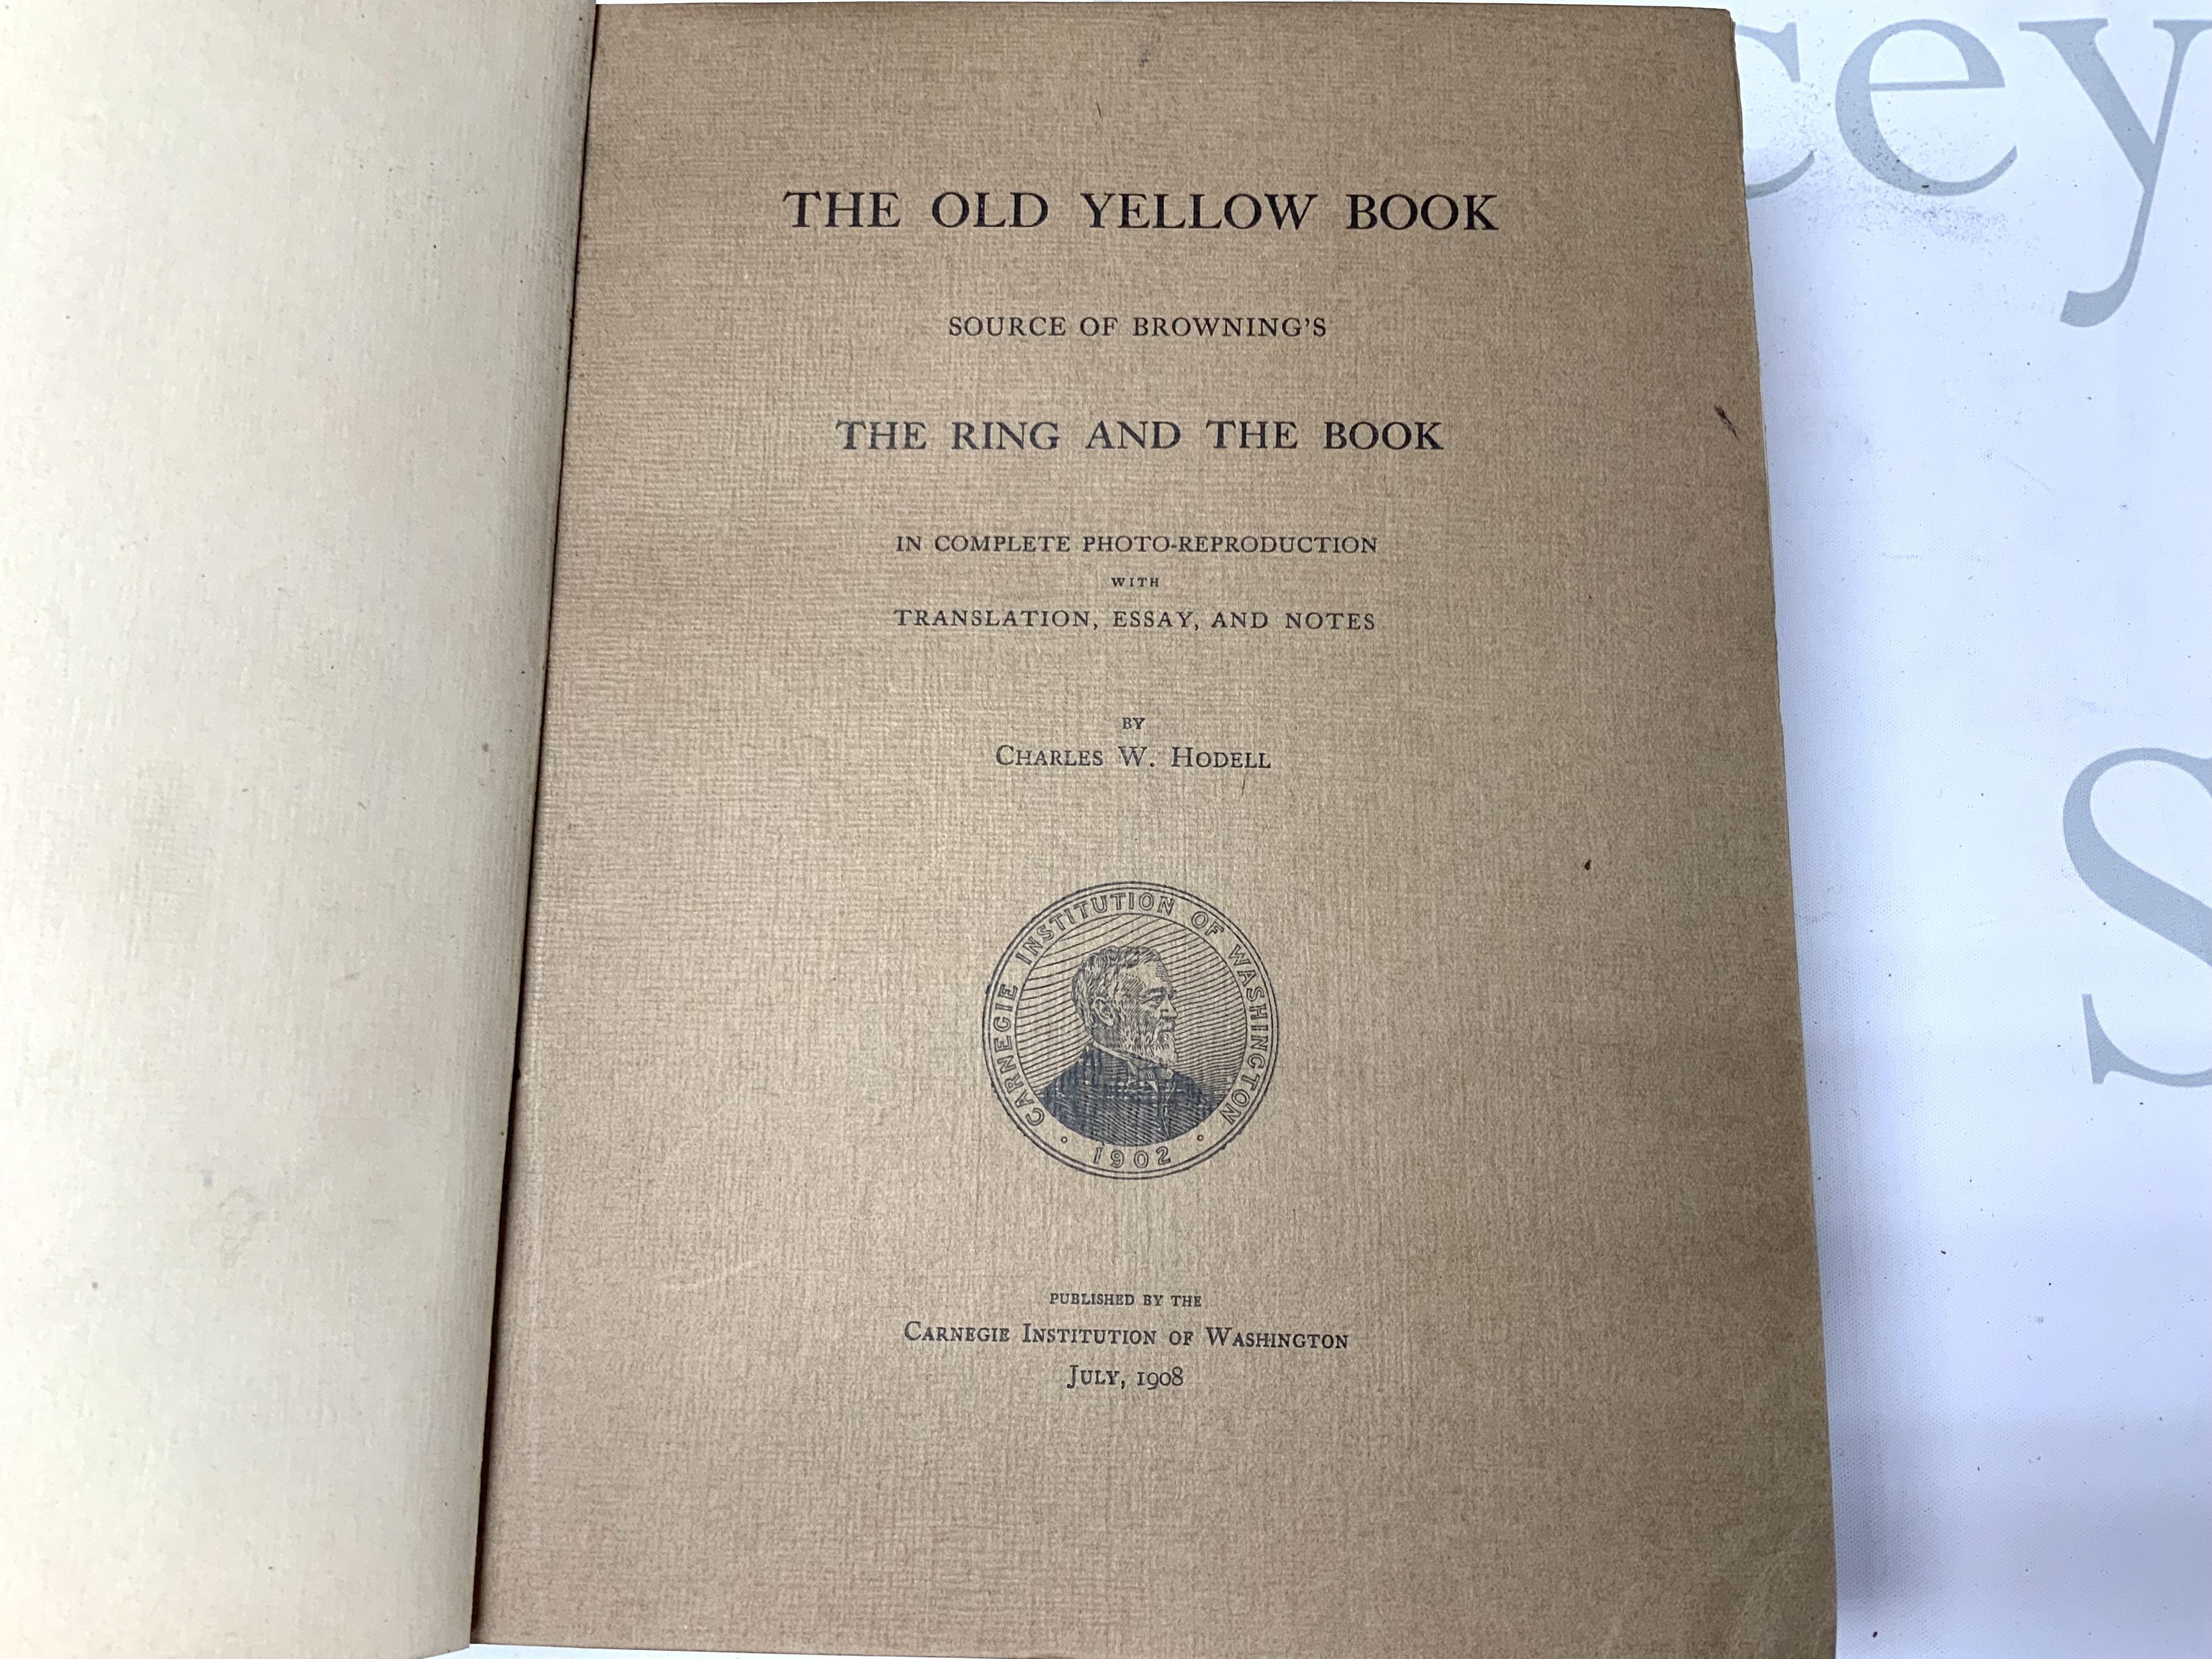 THE OLD YELLOW BOOK
SOURCE OF BROWNING'S
THE RING AND THE BOOK
IN COMPLETE PHOTO-REPRODUCTION
WITH
TRANSLATION, ESSAY, AND NOTES
BY
CHARLES W. HODELL
CARNEGIE INSTITUTION OF WASHINGTON
· 1902 ·
PUBLISHED BY THE
CARNEGIE INSTITUTION OF WASHINGTON
JULY, 1908
cey
S